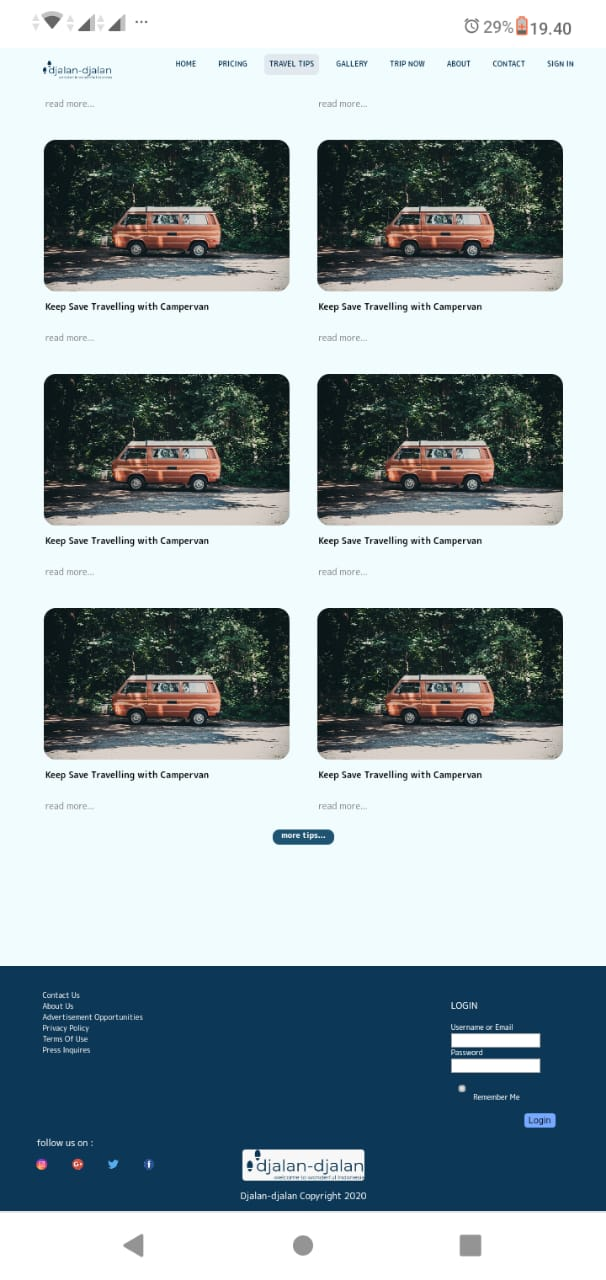 29% 19.40
djalan-djalan HOME PRICING TRAVEL TIPS GALLERY TRIP NOW ABOUT CONTACT SIGN IN
read more... read more...
Keep Save Travelling with Campervan Keep Save Travelling with Campervan
read more... read more...
Keep Save Travelling with Campervan Keep Save Travelling with Campervan
read more... read more...
Keep Save Travelling with Campervan Keep Save Travelling with Campervan
read more... read more...
more tips...
Contact Us
About Us
Advertisement Opportunities
Privacy Policy
Terms Of Use
Press Inquires
LOGIN
Username or Email
Password
Remember Me
Login
follow us on :
djalan-djalan
welcome to wonderful indonesia
Djalan-djalan Copyright 2020